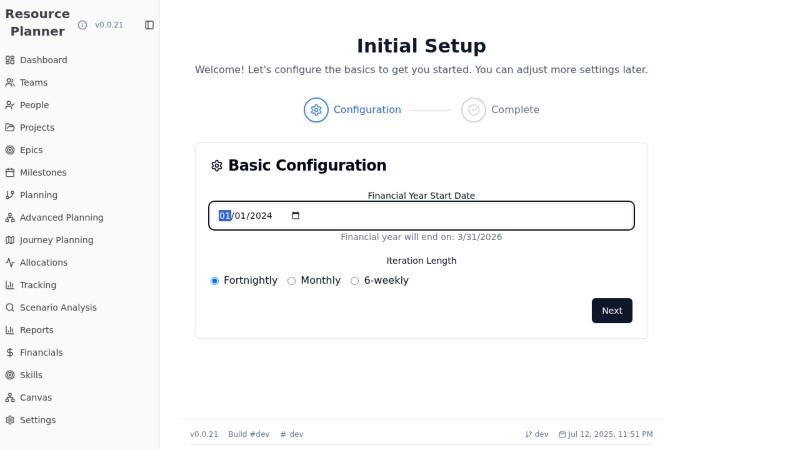 Resource
Planner
v0.0.21
Dashboard
Teams
People
Projects
Epics
Milestones
Planning
Advanced Planning
Journey Planning
Allocations
Tracking
Scenario Analysis
Reports
Financials
Skills
Canvas
Settings
Initial Setup
Welcome! Let's configure the basics to get you started. You can adjust more settings later.
Configuration
Complete
Basic Configuration
Financial Year Start Date
01/01/2024
Financial year will end on: 3/31/2026
Iteration Length
Fortnightly Monthly 6-weekly
Next
v0.0.21 Build #dev # dev dev Jul 12, 2025, 11:51 PM